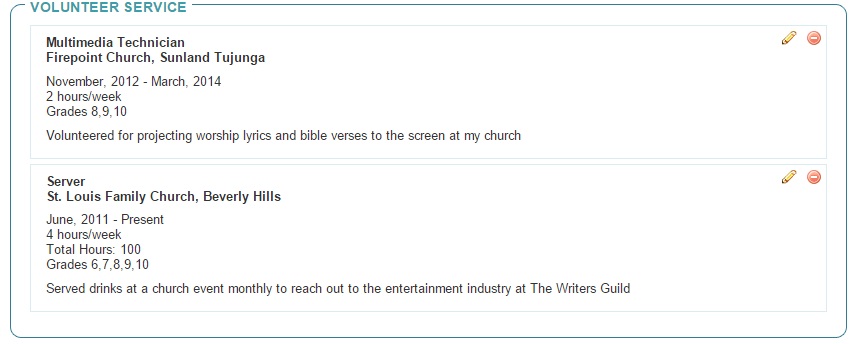 VOLUNTEER SERVICE
Multimedia Technician
Firepoint Church, Sunland Tujunga
November, 2012 - March, 2014
2 hours/week
Grades 8,9,10
Volunteered for projecting worship lyrics and bible verses to the screen at my church
Server
St. Louis Family Church, Beverly Hills
June, 2011 - Present
4 hours/week
Total Hours: 100
Grades 6,7,8,9,10
Served drinks at a church event monthly to reach out to the entertainment industry at The Writers Guild